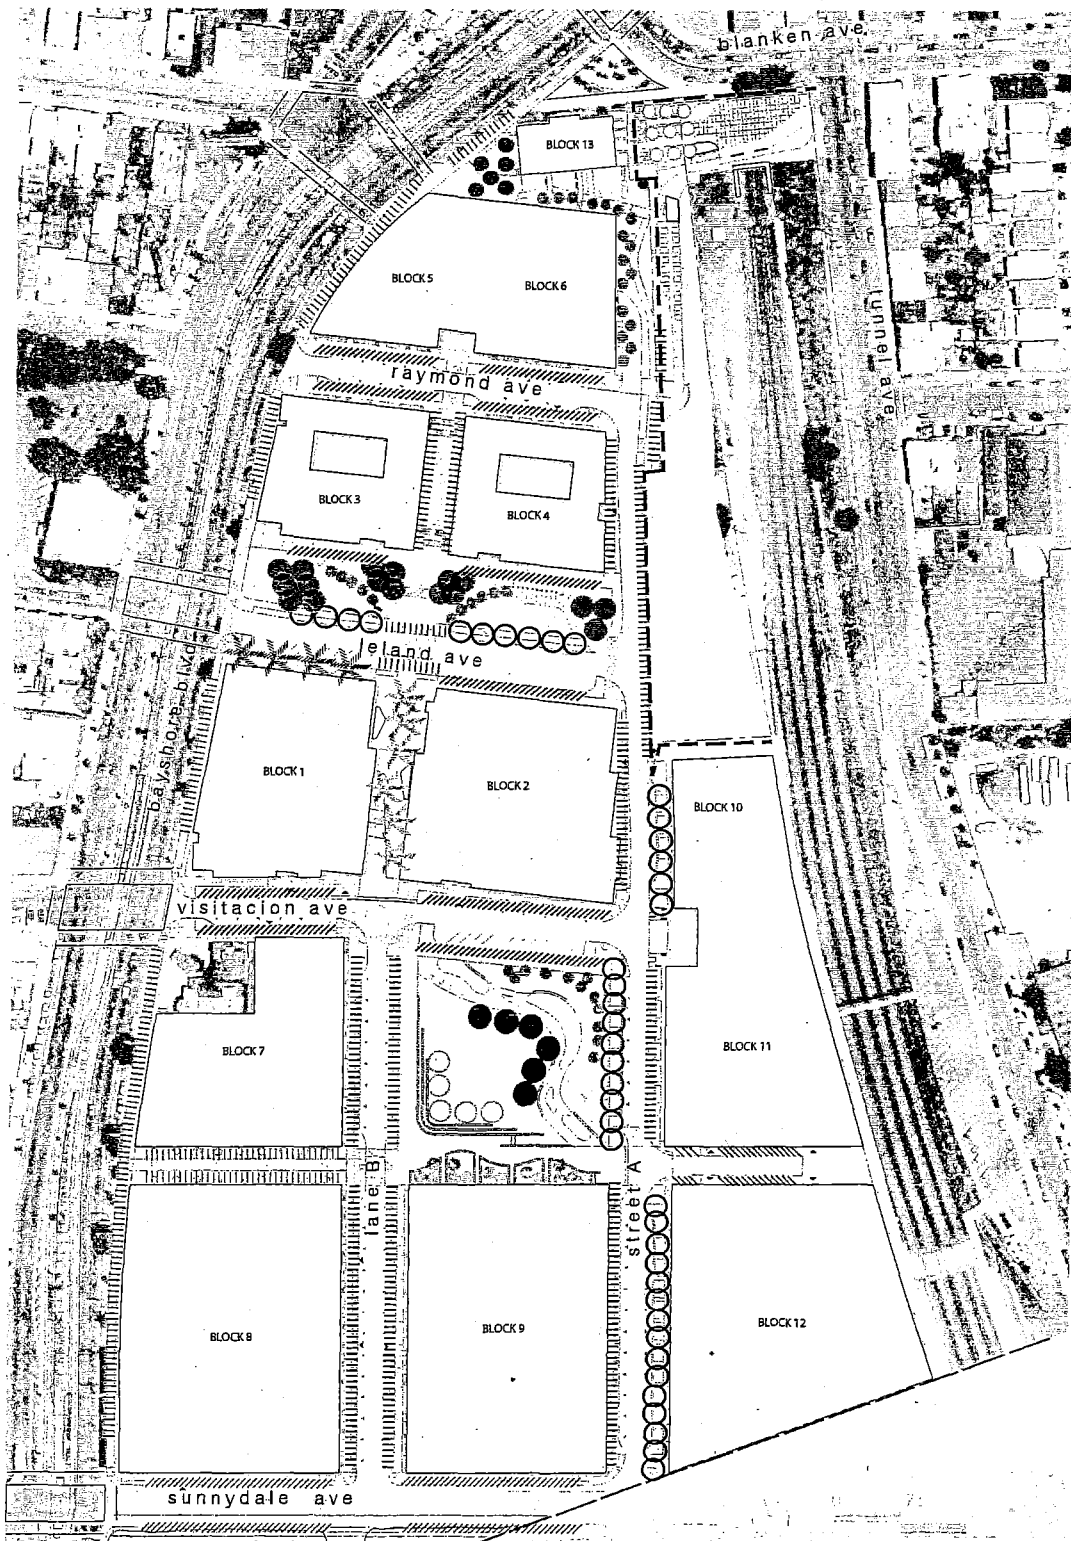 blanken ave
BLOCK 13
BLOCK 5
BLOCK 6
tunnel ave
raymond ave
BLOCK 3
BLOCK 4
leland ave
bayshore blvd
BLOCK 1
BLOCK 2
BLOCK 10
visitacion ave
BLOCK 7
BLOCK 11
lane B
street A
BLOCK 8
BLOCK 9
BLOCK 12
sunnydale ave